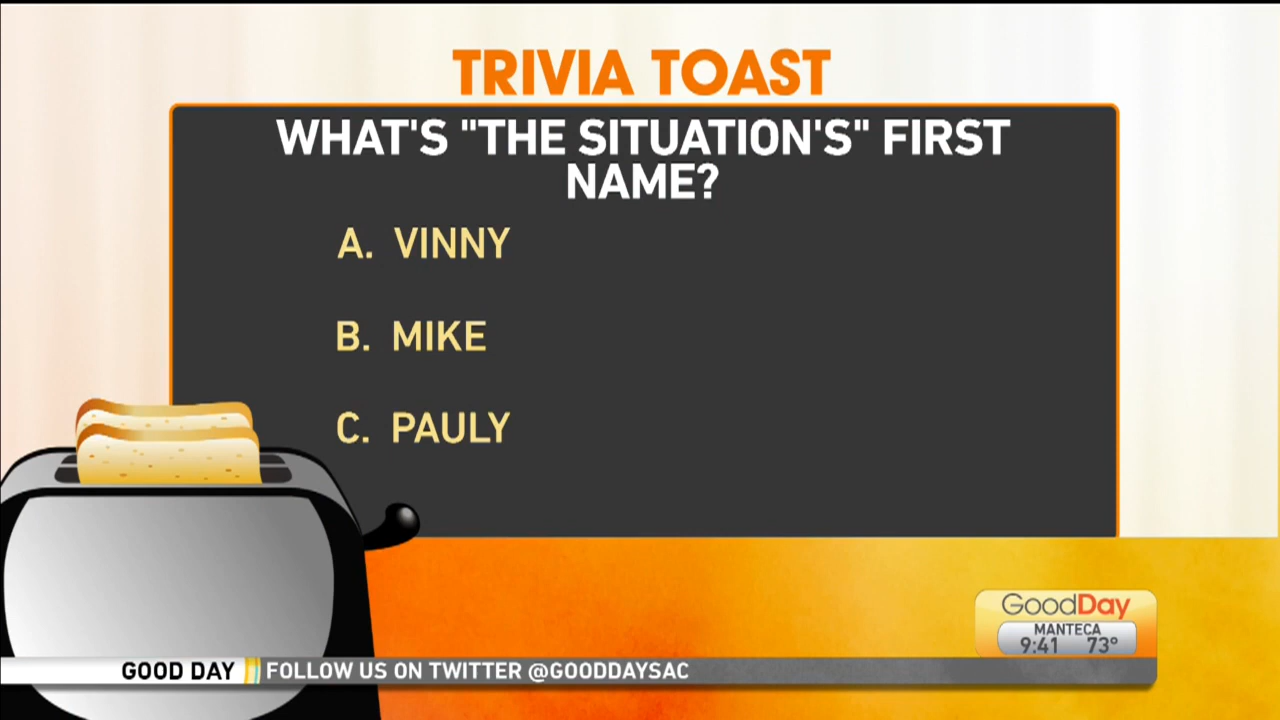 TRIVIA TOAST
WHAT'S "THE SITUATION'S" FIRST
NAME?
A. VINNY
B. MIKE
C. PAULY
GoodDay
MANTECA
9:41 73°
GOOD DAY FOLLOW US ON TWITTER @GOODDAYSAC